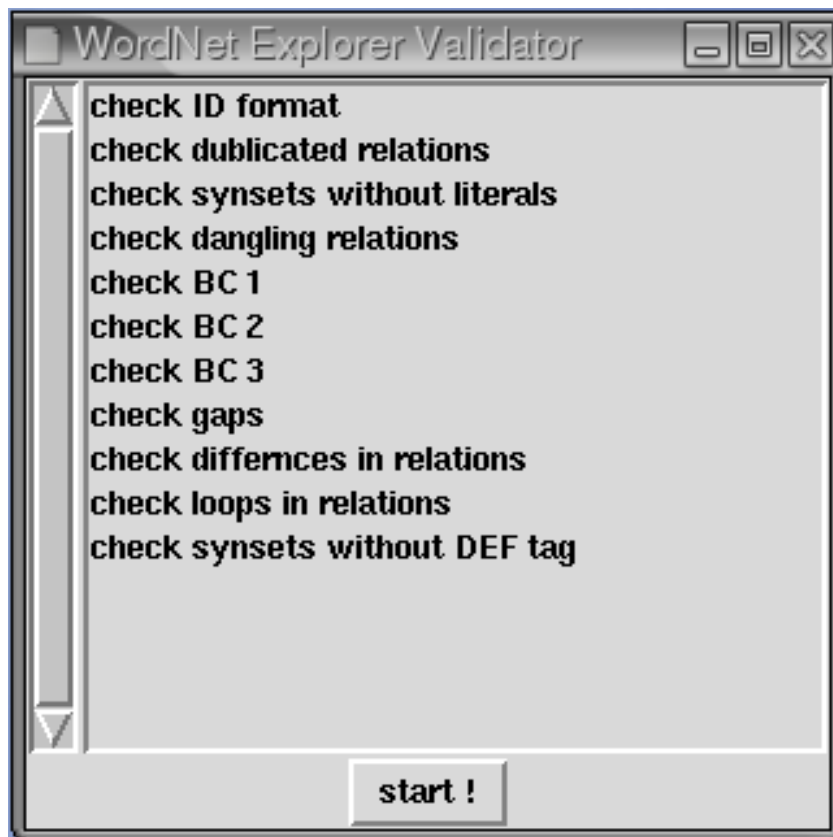 WordNet Explorer Validator
check ID format
check dublicated relations
check synsets without literals
check dangling relations
check BC 1
check BC 2
check BC 3
check gaps
check differnces in relations
check loops in relations
check synsets without DEF tag
start !